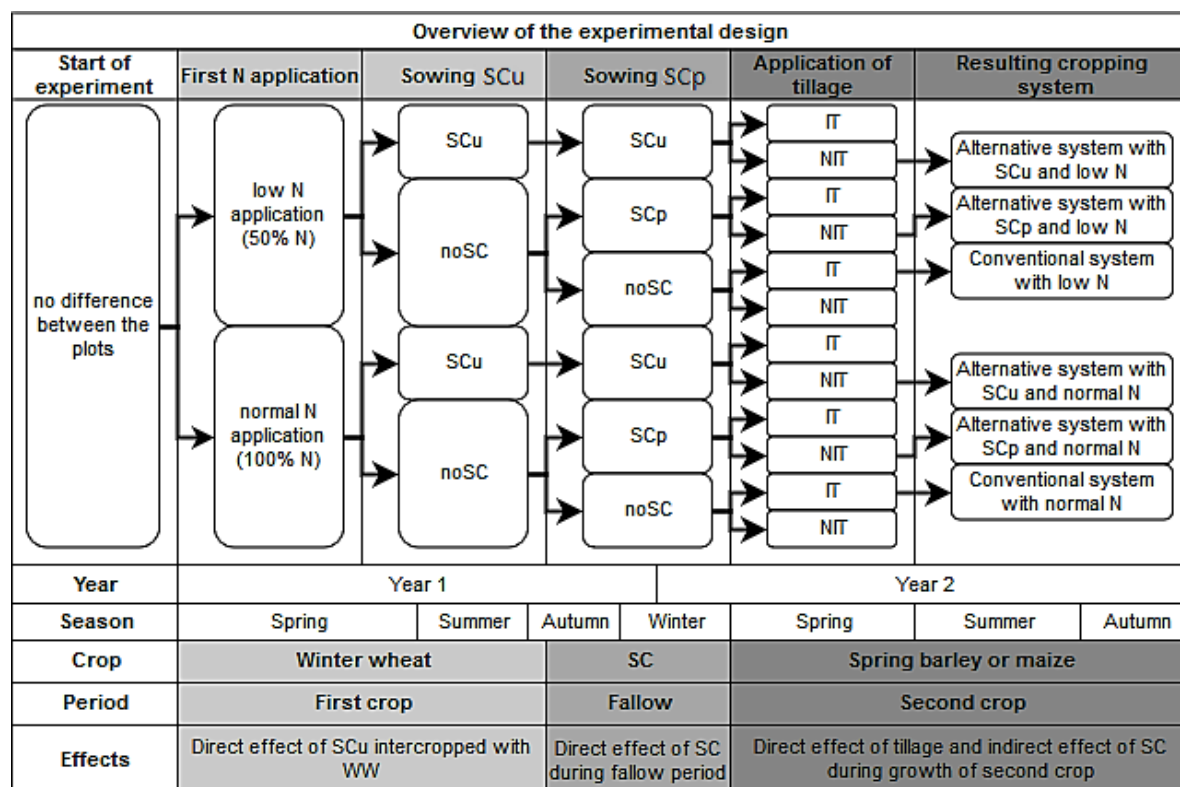 Overview of the experimental design
Start of
experiment
First N application
Sowing SCu
Sowing SCp
Application of
tillage
Resulting cropping
system
no difference
between the
plots
low N
application
(50% N)
normal N
application
(100% N)
SCu
noSC
SCu
noSC
SCu
SCp
noSC
SCu
SCp
noSC
IT
NIT
IT
NIT
IT
NIT
IT
NIT
IT
NIT
IT
NIT
Alternative system with
SCu and low N
Alternative system with
SCp and low N
Conventional system
with low N
Alternative system with
SCu and normal N
Alternative system with
SCp and normal N
Conventional system
with normal N
Year
Year 1
Year 2
Season
Spring
Summer
Autumn
Winter
Spring
Summer
Autumn
Crop
Winter wheat
SC
Spring barley or maize
Period
First crop
Fallow
Second crop
Effects
Direct effect of SCu intercropped with
WW
Direct effect of SC
during fallow period
Direct effect of tillage and indirect effect of SC
during growth of second crop